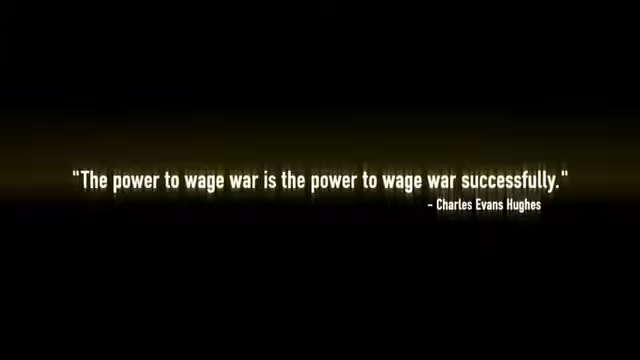 "The power to wage war is the power to wage war successfully."
- Charles Evans Hughes